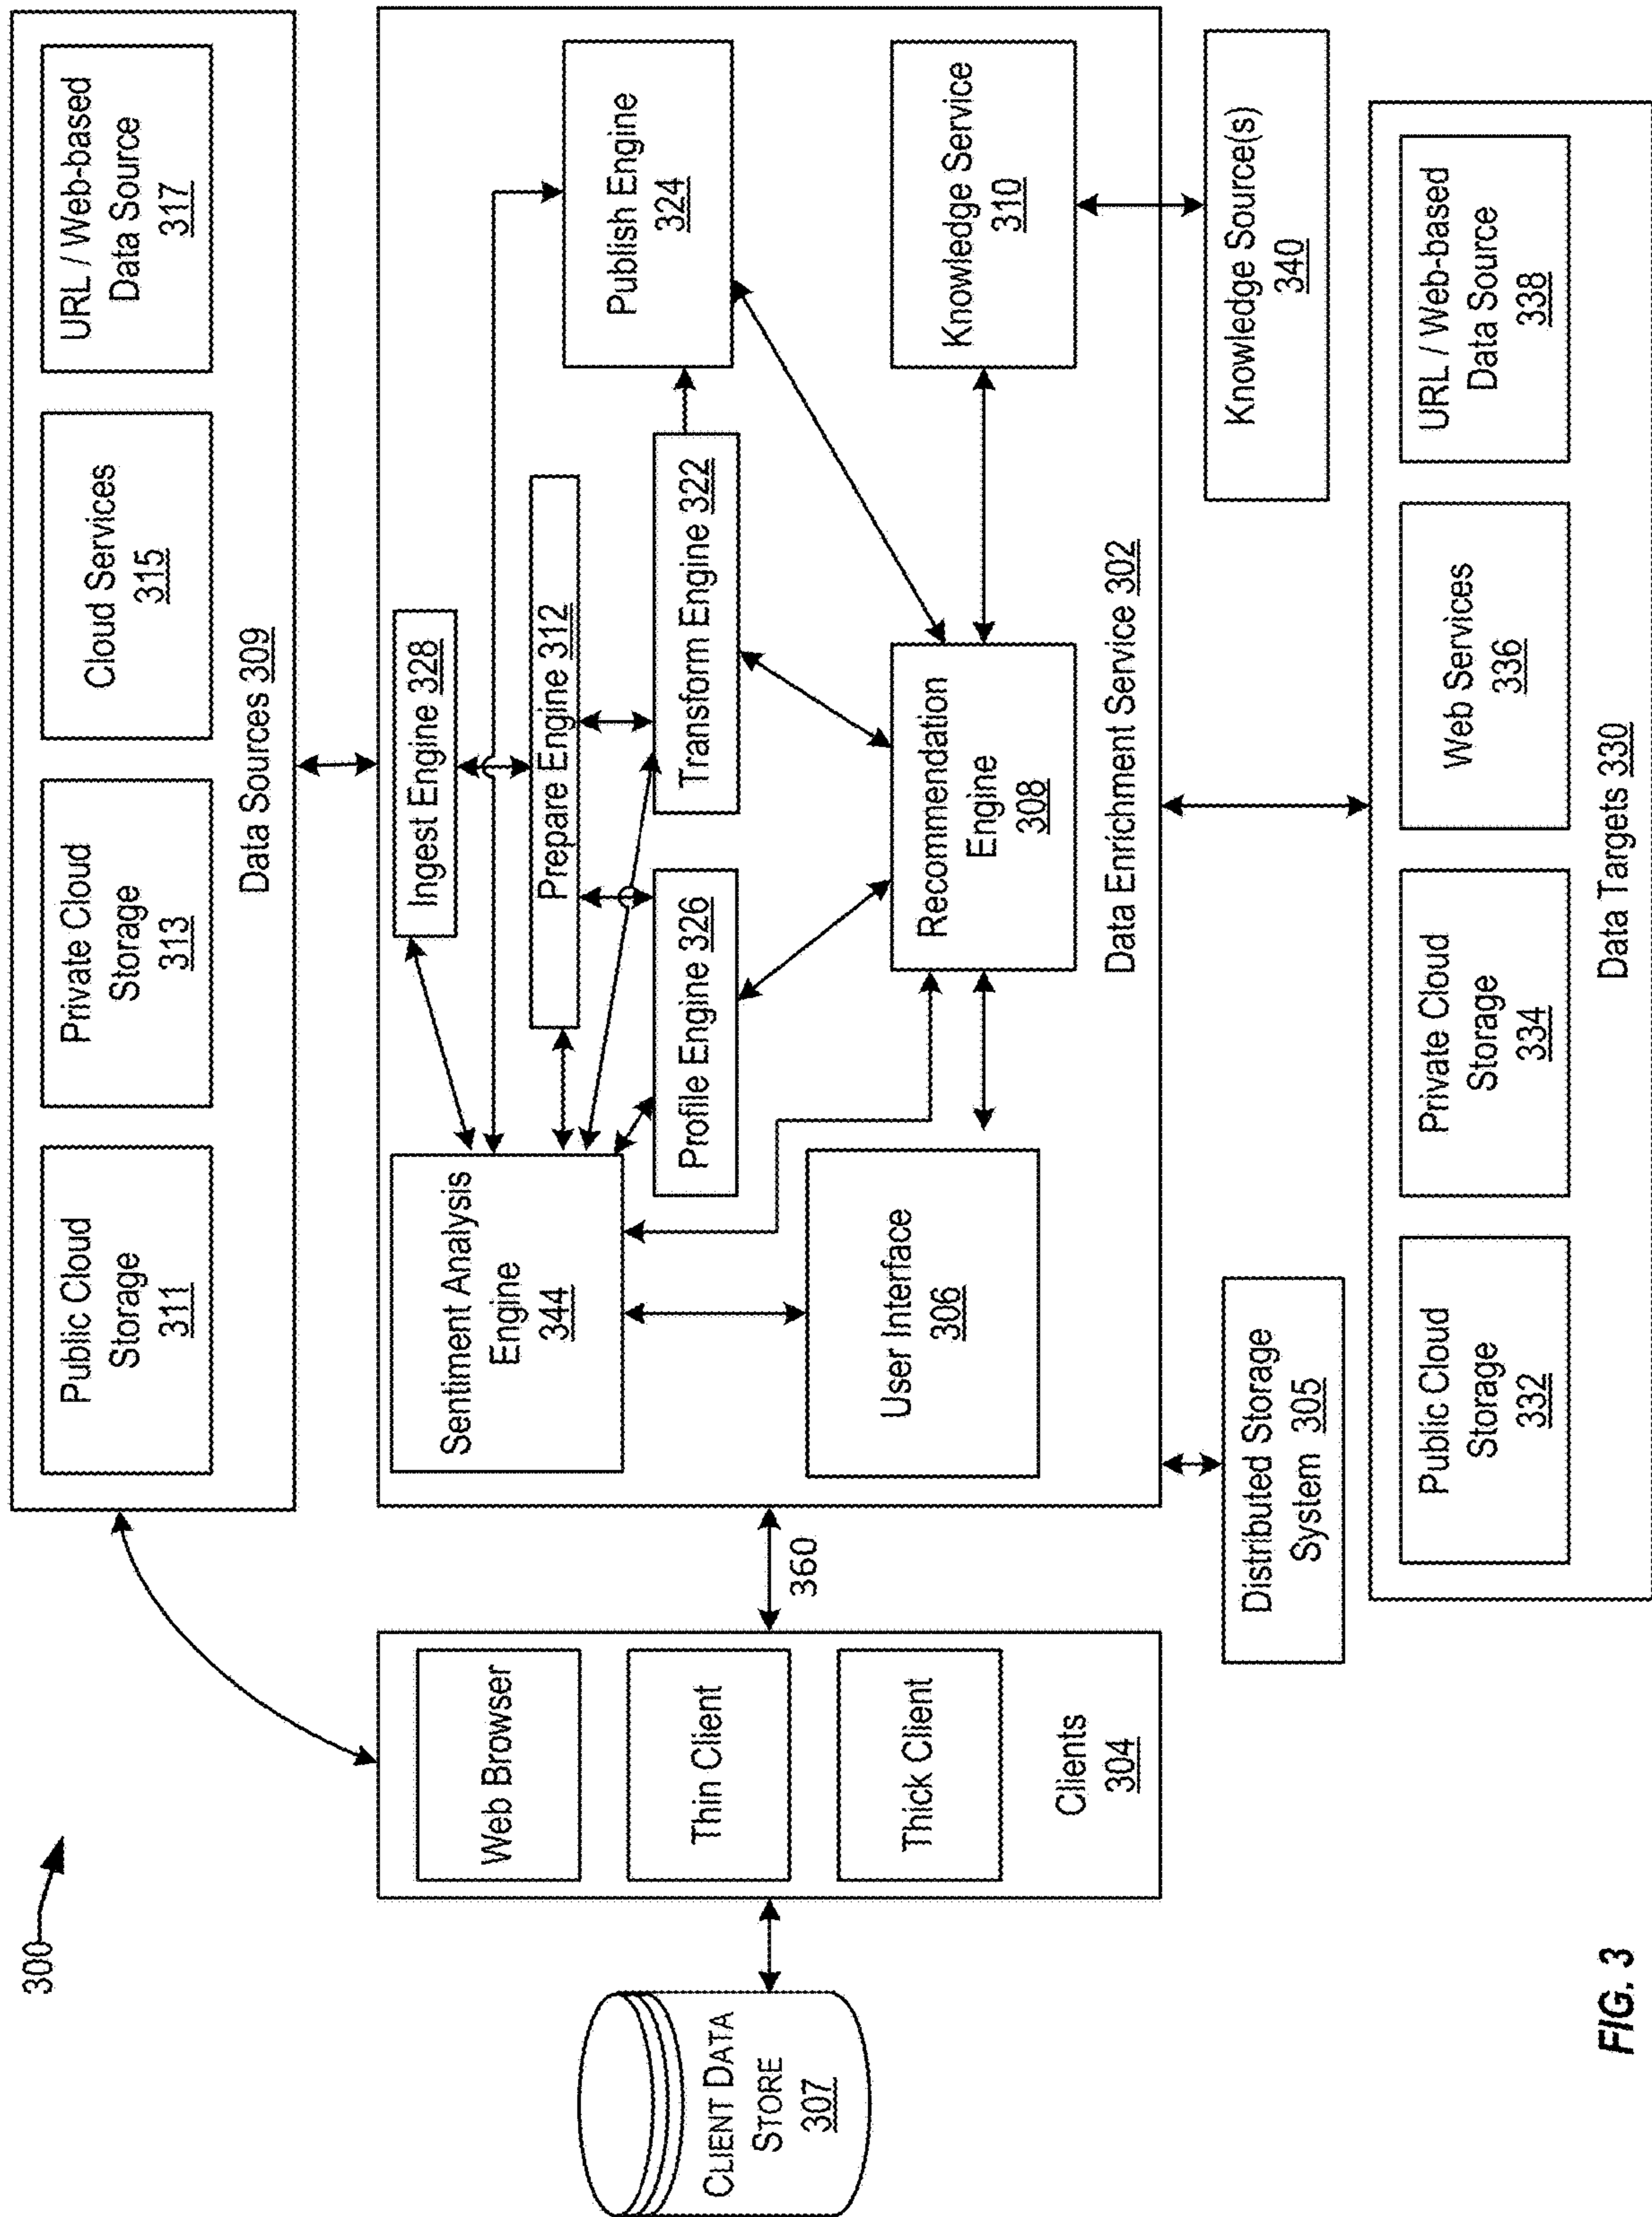 300
Public Cloud
Storage
311
Private Cloud
Storage
313
Cloud Services
315
URL / Web-based
Data Source
317
Data Sources 309
CLIENT DATA
STORE
307
Web Browser
Thin Client
Thick Client
Clients
304
360
Sentiment Analysis
Engine
344
User Interface
306
Ingest Engine 328
Prepare Engine 312
Profile Engine 326
Transform Engine 322
Publish Engine
324
Recommendation
Engine
308
Knowledge Service
310
Data Enrichment Service 302
Distributed Storage
System 305
Knowledge Source(s)
340
Public Cloud
Storage
332
Private Cloud
Storage
334
Web Services
336
URL / Web-based
Data Source
338
Data Targets 330
FIG. 3